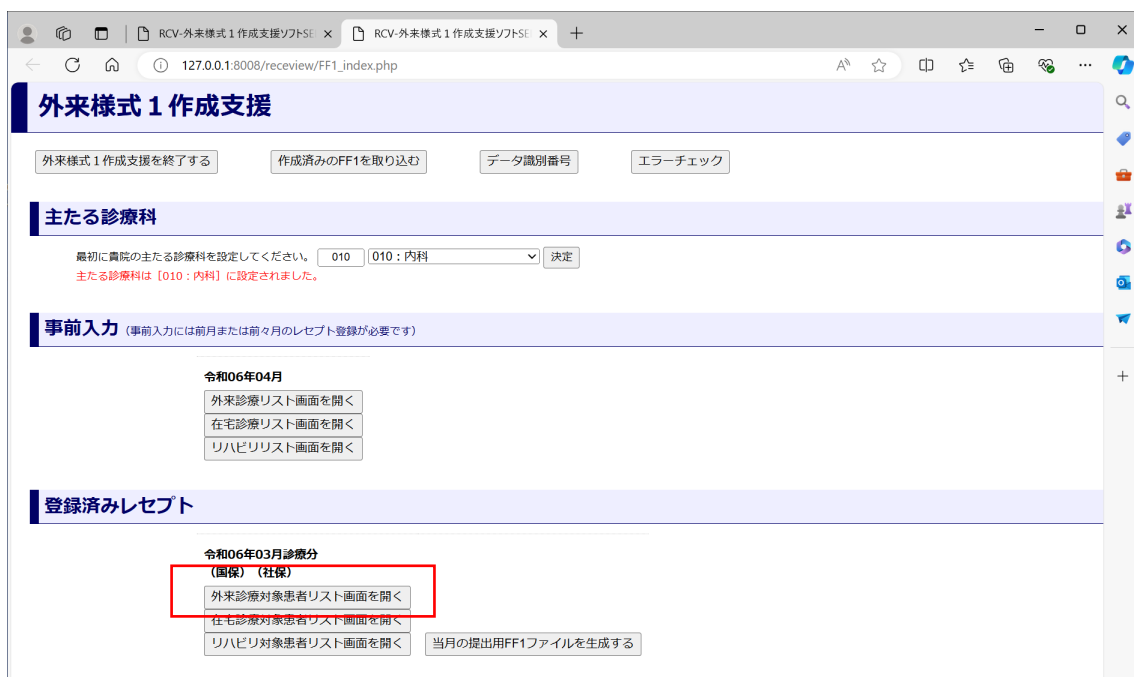 RCV-外来様式１作成支援ソフトSE
RCV-外来様式１作成支援ソフトSE
127.0.0.1:8008/receview/FF1_index.php
外来様式１作成支援
外来様式１作成支援を終了する 作成済みのFF1を取り込む データ識別番号 エラーチェック
主たる診療科
最初に貴院の主たる診療科を設定してください。 010 010：内科 決定
主たる診療科は［010：内科］に設定されました。
事前入力（事前入力には前月または前々月のレセプト登録が必要です）
令和06年04月
外来診療リスト画面を開く
在宅診療リスト画面を開く
リハビリリスト画面を開く
登録済みレセプト
令和06年03月診療分
（国保）（社保）
外来診療対象患者リスト画面を開く
在宅診療対象患者リスト画面を開く
リハビリ対象患者リスト画面を開く 当月の提出用FF1ファイルを生成する